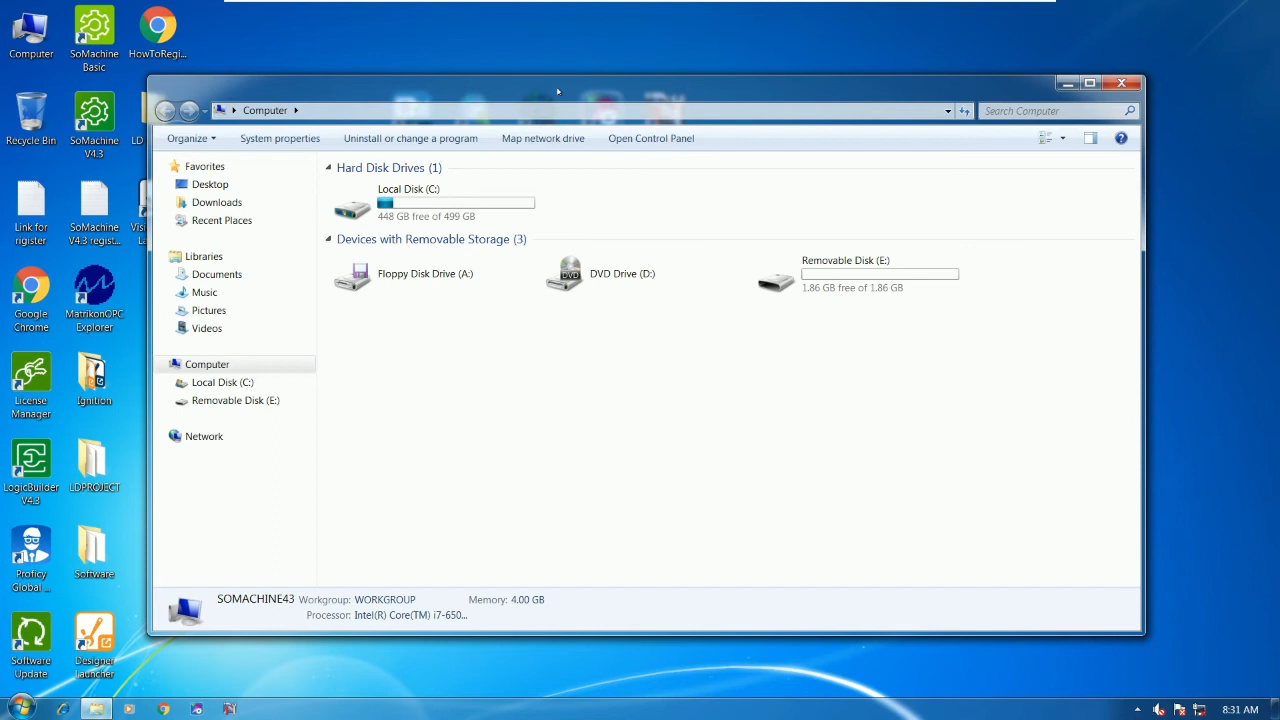 Computer
SoMachine
Basic
HowToRegi...
Recycle Bin
SoMachine
V4.3
LD
Link for
rigister
SoMachine
V4.3 regist...
Visi
La
Google
Chrome
MatrikonOPC
Explorer
License
Manager
Ignition
LogicBuilder
V4.3
LDPROJECT
Proficy
Global ...
Software
Software
Update
Designer
Launcher
Computer
Search Computer
Organize
System properties
Uninstall or change a program
Map network drive
Open Control Panel
Favorites
Desktop
Downloads
Recent Places
Libraries
Documents
Music
Pictures
Videos
Computer
Local Disk (C:)
Removable Disk (E:)
Network
Hard Disk Drives (1)
Local Disk (C:)
448 GB free of 499 GB
Devices with Removable Storage (3)
Floppy Disk Drive (A:)
DVD
DVD Drive (D:)
Removable Disk (E:)
1.86 GB free of 1.86 GB
SOMACHINE43 Workgroup: WORKGROUP Memory: 4.00 GB
Processor: Intel(R) Core(TM) i7-650...
8:31 AM